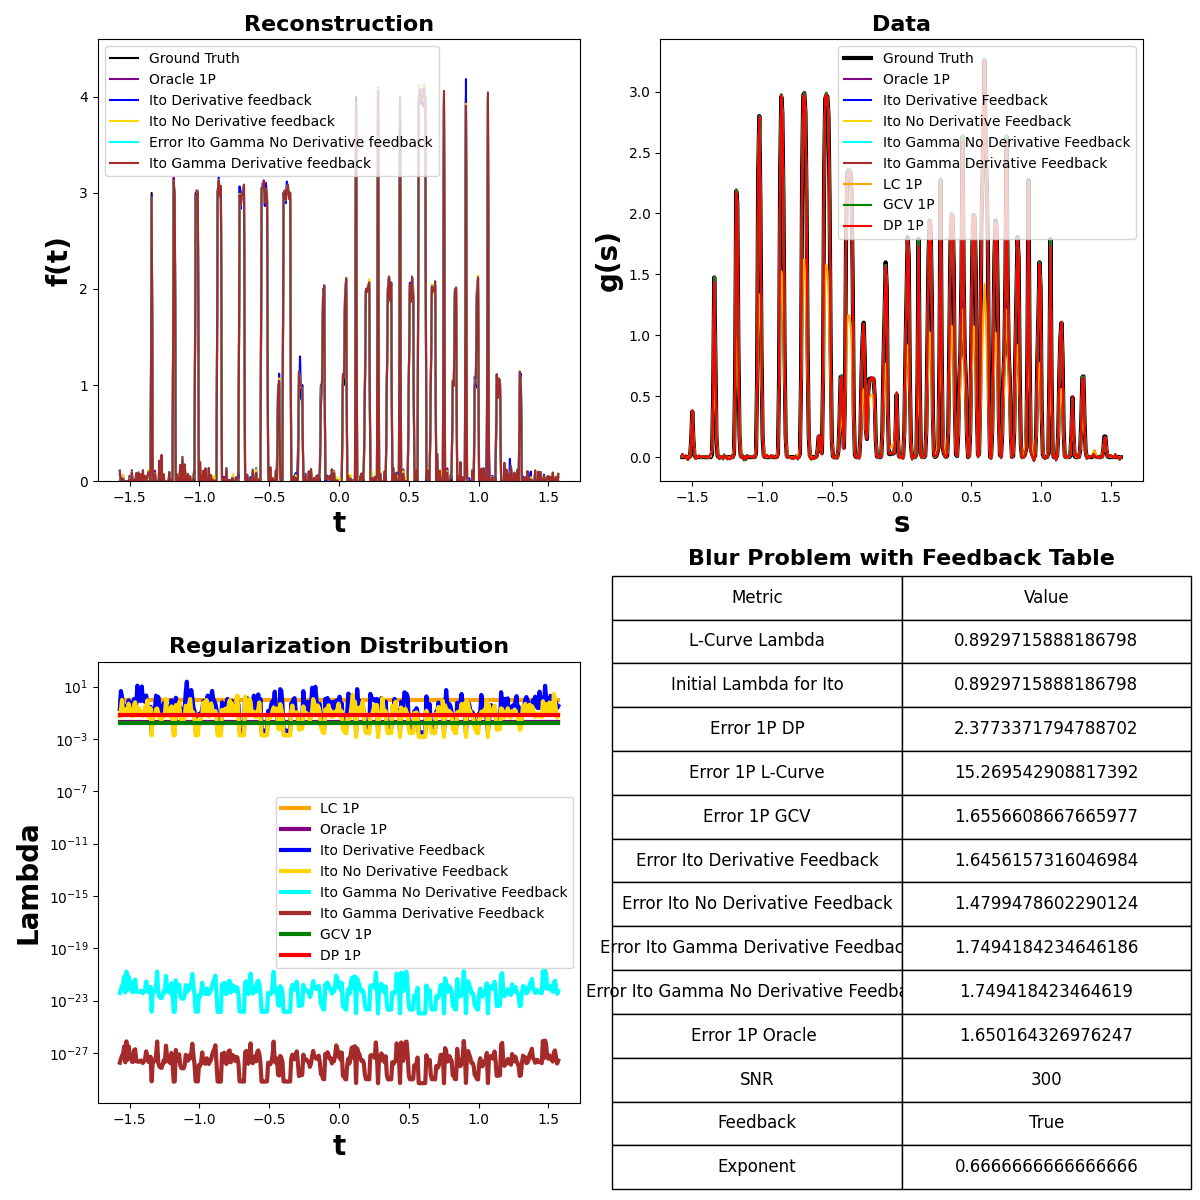 Reconstruction
Ground Truth
Oracle 1P
Ito Derivative feedback
Ito No Derivative feedback
Error Ito Gamma No Derivative feedback
Ito Gamma Derivative feedback
4
3
2
1
0
f(t)
−1.5 −1.0 −0.5 0.0 0.5 1.0 1.5
t
Data
Ground Truth
Oracle 1P
Ito Derivative Feedback
Ito No Derivative Feedback
Ito Gamma No Derivative Feedback
Ito Gamma Derivative Feedback
LC 1P
GCV 1P
DP 1P
3.0
2.5
2.0
1.5
1.0
0.5
0.0
g(s)
−1.5 −1.0 −0.5 0.0 0.5 1.0 1.5
s
Regularization Distribution
10^1
10^−3
10^−7
10^−11
10^−15
10^−19
10^−23
10^−27
Lambda
LC 1P
Oracle 1P
Ito Derivative Feedback
Ito No Derivative Feedback
Ito Gamma No Derivative Feedback
Ito Gamma Derivative Feedback
GCV 1P
DP 1P
−1.5 −1.0 −0.5 0.0 0.5 1.0 1.5
t
Blur Problem with Feedback Table
Metric Value
L-Curve Lambda 0.8929715888186798
Initial Lambda for Ito 0.8929715888186798
Error 1P DP 2.3773371794788702
Error 1P L-Curve 15.269542908817392
Error 1P GCV 1.6556608667665977
Error Ito Derivative Feedback 1.6456157316046984
Error Ito No Derivative Feedback 1.4799478602290124
Error Ito Gamma Derivative Feedbac 1.7494184234646186
Error Ito Gamma No Derivative Feedba 1.749418423464619
Error 1P Oracle 1.650164326976247
SNR 300
Feedback True
Exponent 0.6666666666666666